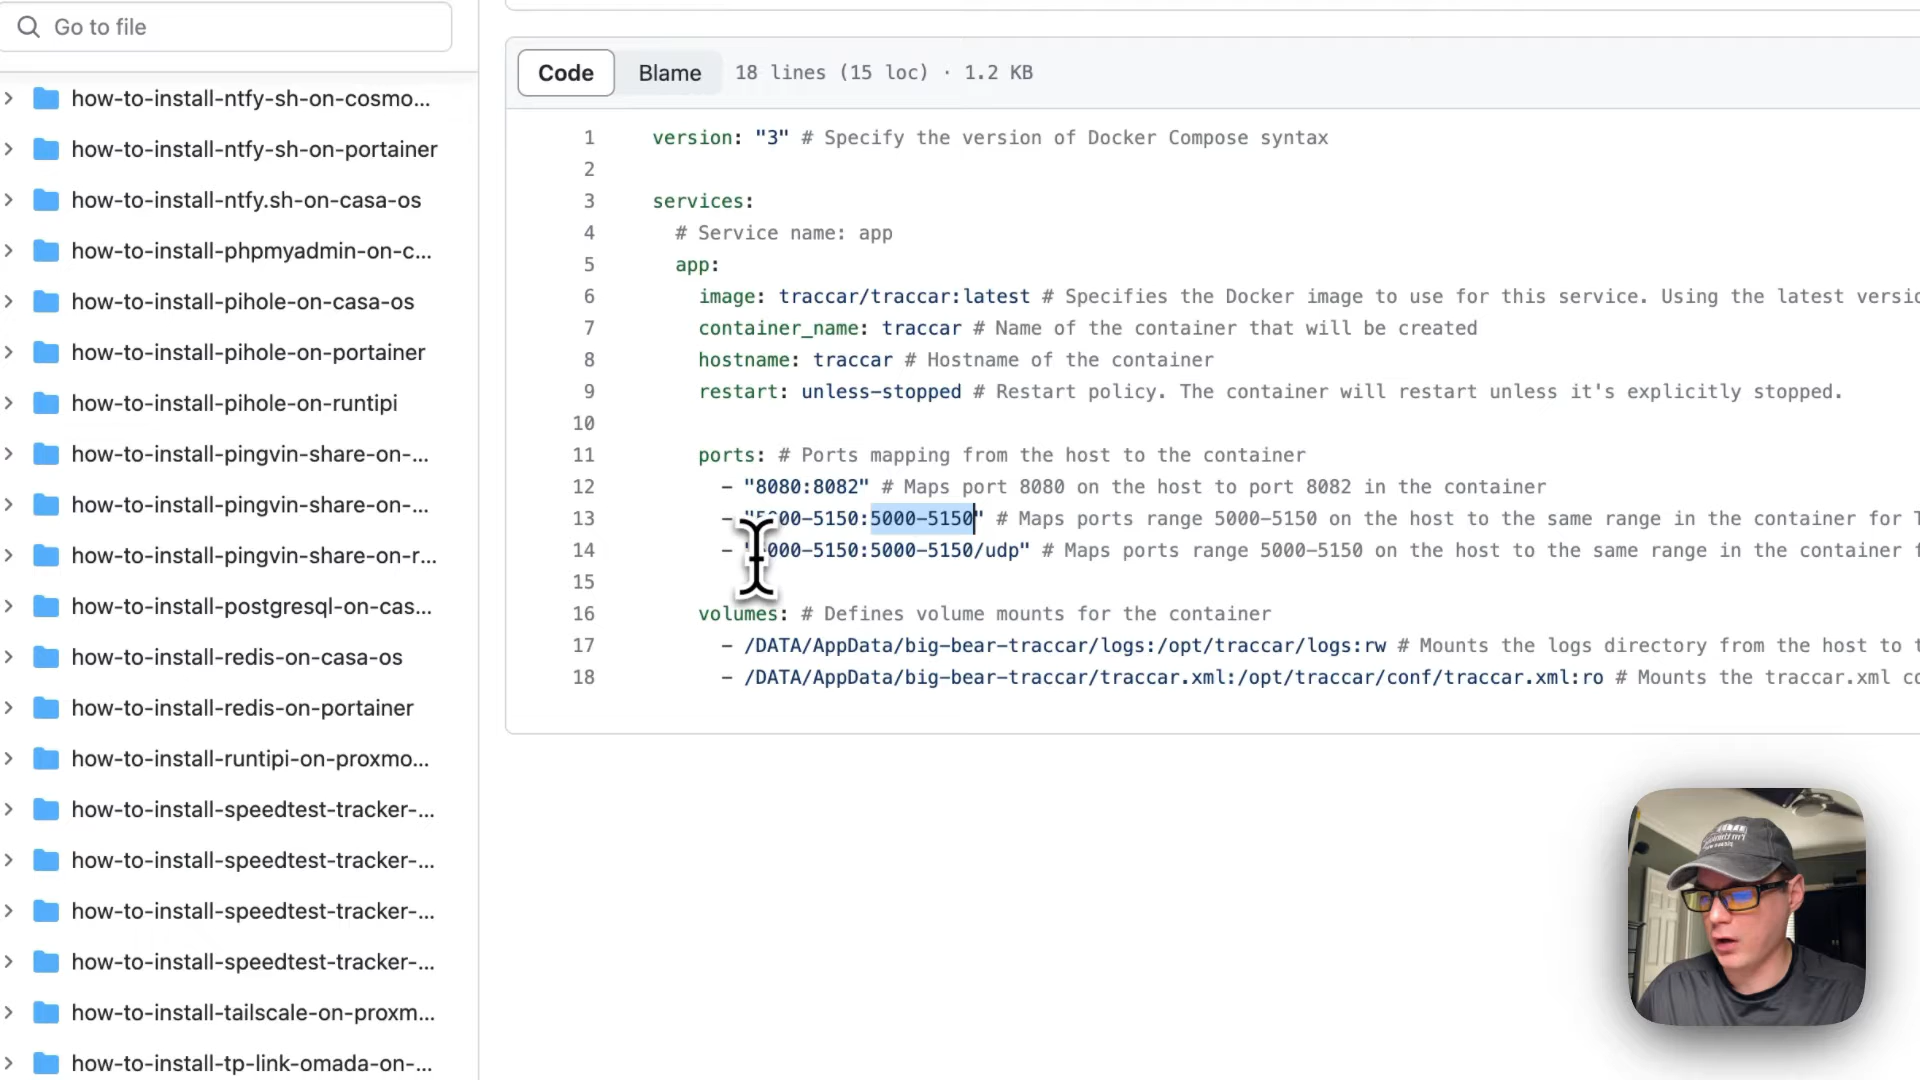 Go to file
how-to-install-ntfy-sh-on-cosmo...
how-to-install-ntfy-sh-on-portainer
how-to-install-ntfy.sh-on-casa-os
how-to-install-phpmyadmin-on-c...
how-to-install-pihole-on-casa-os
how-to-install-pihole-on-portainer
how-to-install-pihole-on-runtipi
how-to-install-pingvin-share-on-...
how-to-install-pingvin-share-on-...
how-to-install-pingvin-share-on-r...
how-to-install-postgresql-on-cas...
how-to-install-redis-on-casa-os
how-to-install-redis-on-portainer
how-to-install-runtipi-on-proxmo...
how-to-install-speedtest-tracker-...
how-to-install-speedtest-tracker-...
how-to-install-speedtest-tracker-...
how-to-install-speedtest-tracker-...
how-to-install-tailscale-on-proxm...
how-to-install-tp-link-omada-on-...
Code Blame 18 lines (15 loc) · 1.2 KB
1 version: "3" # Specify the version of Docker Compose syntax
2
3 services:
4 # Service name: app
5 app:
6 image: traccar/traccar:latest # Specifies the Docker image to use for this service. Using the latest versio
7 container_name: traccar # Name of the container that will be created
8 hostname: traccar # Hostname of the container
9 restart: unless-stopped # Restart policy. The container will restart unless it's explicitly stopped.
10
11 ports: # Ports mapping from the host to the container
12 - "8080:8082" # Maps port 8080 on the host to port 8082 in the container
13 - "5000-5150:5000-5150" # Maps ports range 5000-5150 on the host to the same range in the container for T
14 - "5000-5150:5000-5150/udp" # Maps ports range 5000-5150 on the host to the same range in the container f
15
16 volumes: # Defines volume mounts for the container
17 - /DATA/AppData/big-bear-traccar/logs:/opt/traccar/logs:rw # Mounts the logs directory from the host to t
18 - /DATA/AppData/big-bear-traccar/traccar.xml:/opt/traccar/conf/traccar.xml:ro # Mounts the traccar.xml co